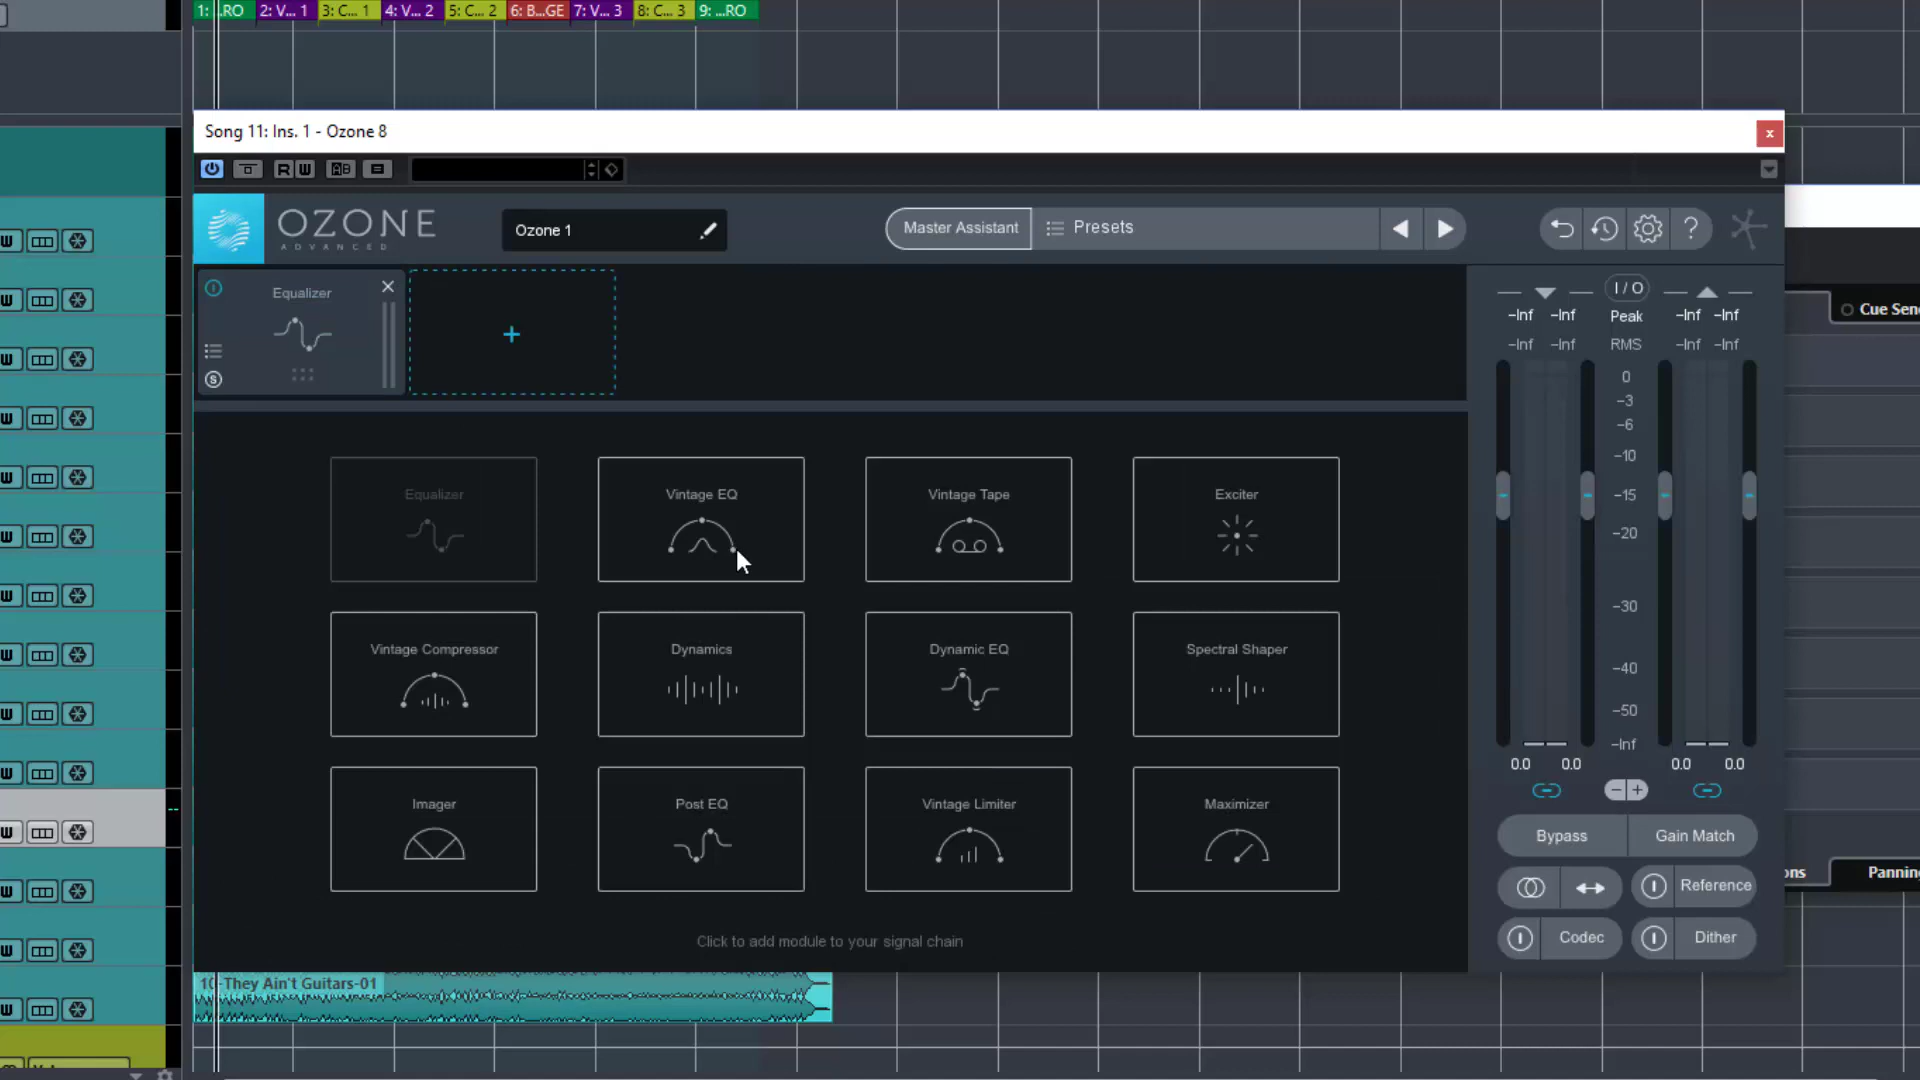 1: ...RO 2: V... 1 3: C... 1 4: V... 2 5: C... 2 6: B...GE 7: V... 3 8: C... 3 9: ...RO
Song 11: Ins. 1 - Ozone 8
x
R W AB
OZONE
ADVANCED
Ozone 1
Master Assistant
Presets
?
Equalizer
S
+
I / O
-Inf -Inf Peak -Inf -Inf
-Inf -Inf RMS -Inf -Inf
0
-3
-6
-10
-15
-20
-30
-40
-50
-Inf
0.0 0.0 0.0 0.0
Cue Send
Equalizer
Vintage EQ
Vintage Tape
Exciter
Vintage Compressor
Dynamics
Dynamic EQ
Spectral Shaper
Imager
Post EQ
Vintage Limiter
Maximizer
Click to add module to your signal chain
Bypass
Gain Match
Reference
Codec
Dither
ons
Panning
10-They Ain't Guitars-01